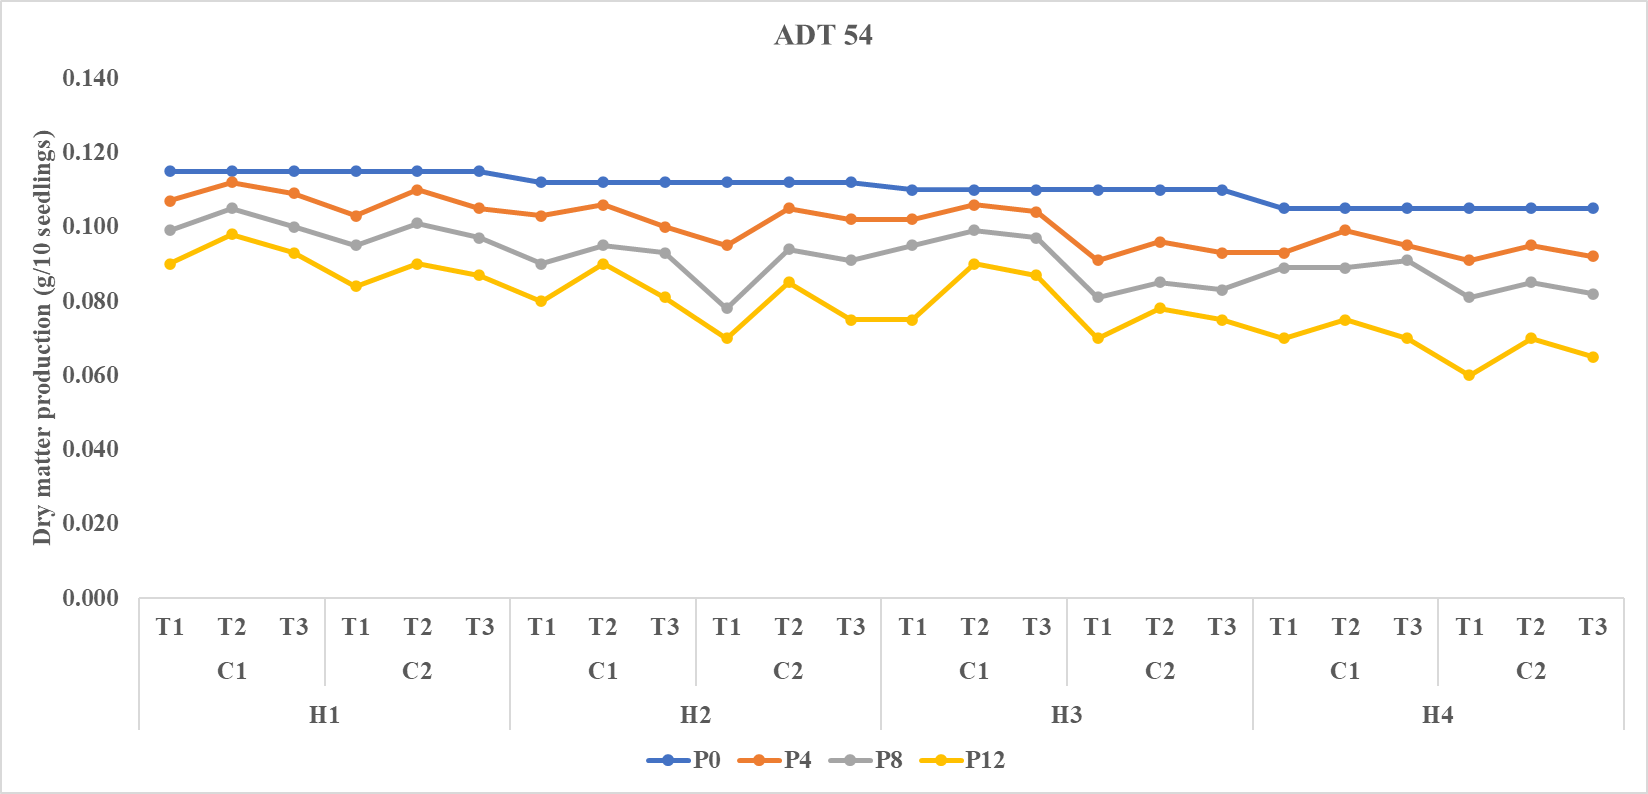 ADT 54
Dry matter production (g/10 seedlings)
0.140
0.120
0.100
0.080
0.060
0.040
0.020
0.000
T1 T2 T3 T1 T2 T3 T1 T2 T3 T1 T2 T3 T1 T2 T3 T1 T2 T3 T1 T2 T3 T1 T2 T3
C1 C2 C1 C2 C1 C2 C1 C2
H1 H2 H3 H4
P0 P4 P8 P12